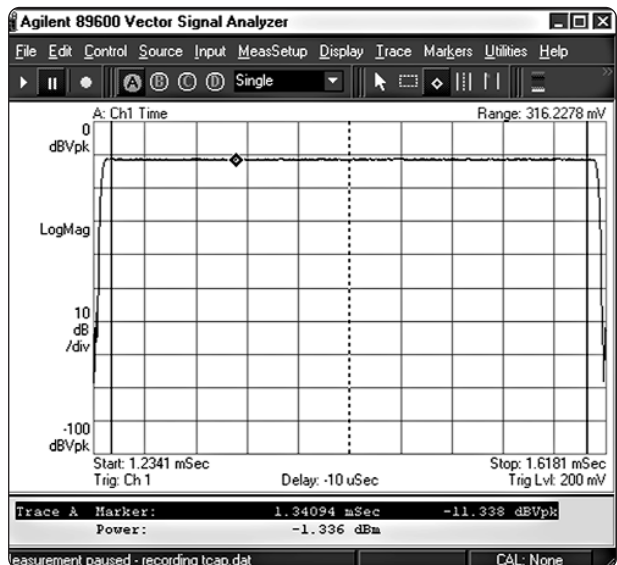 Agilent 89600 Vector Signal Analyzer
File Edit Control Source Input MeasSetup Display Trace Markers Utilities Help
A B C D Single
A: Ch1 Time Range: 316.2278 mV
0
dBVpk
LogMag
10
dB
/div
-100
dBVpk
Start: 1.2341 mSec Stop: 1.6181 mSec
Trig: Ch 1 Delay: -10 uSec Trig Lvl: 200 mV
Trace A Marker: 1.34094 mSec -11.338 dBVpk
Power: -1.336 dBm
easurement paused - recording tcap.dat CAL: None